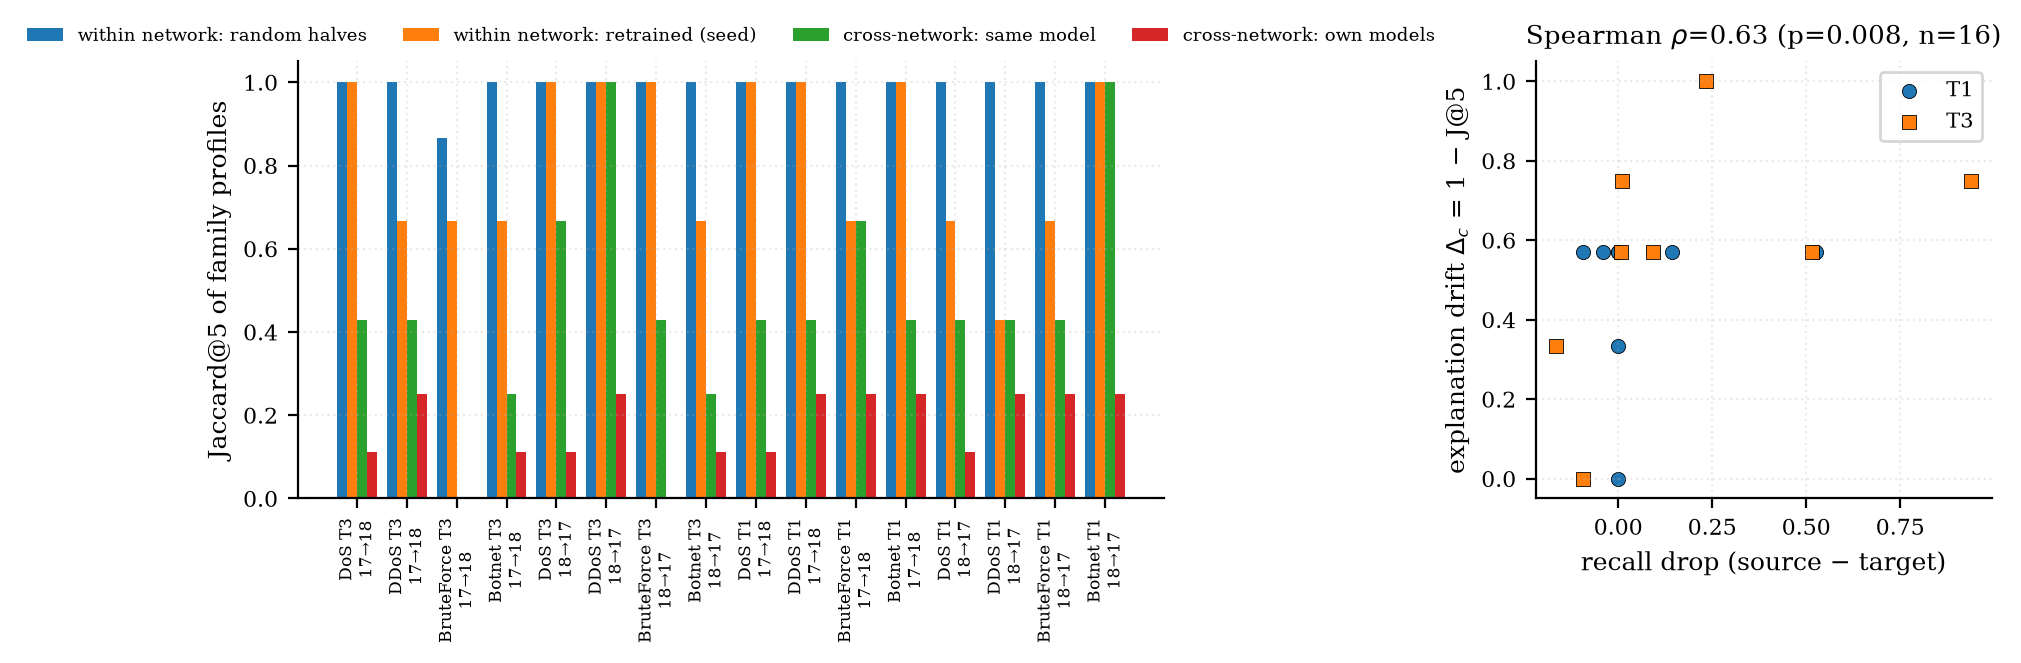 within network: random halves
within network: retrained (seed)
cross-network: same model
cross-network: own models
Jaccard@5 of family profiles
1.0
0.8
0.6
0.4
0.2
0.0
DoS T3
17→18
DDoS T3
17→18
BruteForce T3
17→18
Botnet T3
17→18
DoS T3
18→17
DDoS T3
18→17
BruteForce T3
18→17
Botnet T3
18→17
DoS T1
17→18
DDoS T1
17→18
BruteForce T1
17→18
Botnet T1
17→18
DoS T1
18→17
DDoS T1
18→17
BruteForce T1
18→17
Botnet T1
18→17
Spearman ρ=0.63 (p=0.008, n=16)
T1
T3
explanation drift Δc = 1 − J@5
1.0
0.8
0.6
0.4
0.2
0.0
0.00
0.25
0.50
0.75
recall drop (source − target)